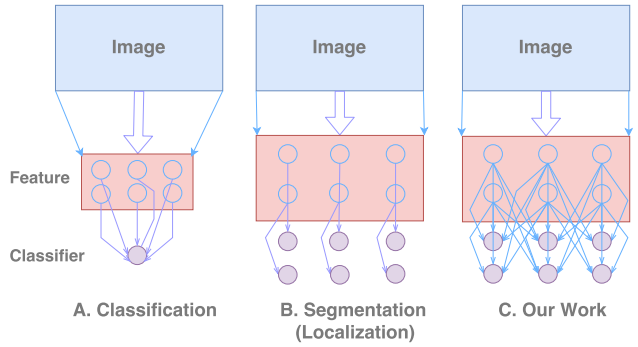 Image
Image
Image
Feature
Classifier
A. Classification
B. Segmentation
(Localization)
C. Our Work